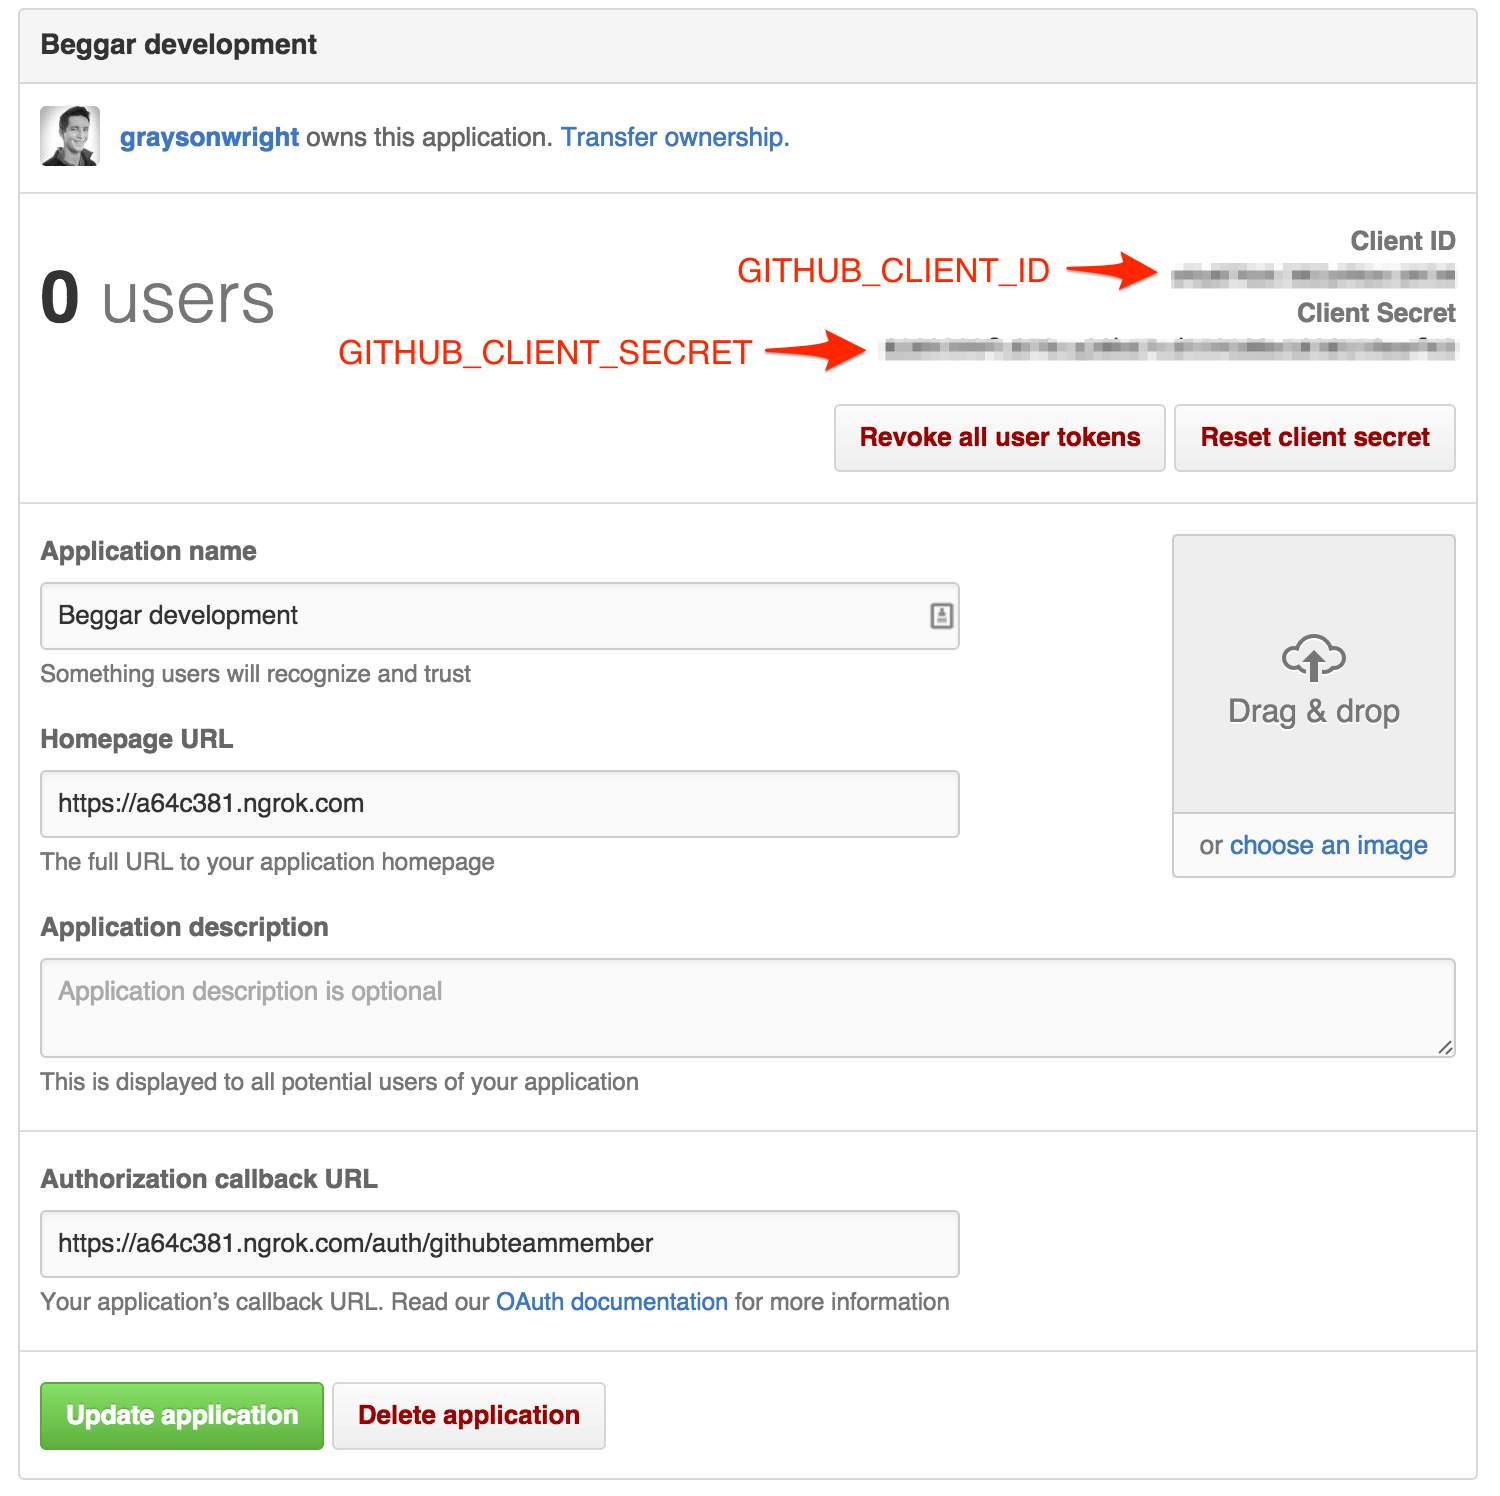 Beggar development
graysonwright owns this application. Transfer ownership.
0 users
Client ID
GITHUB_CLIENT_ID
Client Secret
GITHUB_CLIENT_SECRET
Revoke all user tokens
Reset client secret
Application name
Beggar development
Something users will recognize and trust
Drag & drop
or choose an image
Homepage URL
https://a64c381.ngrok.com
The full URL to your application homepage
Application description
Application description is optional
This is displayed to all potential users of your application
Authorization callback URL
https://a64c381.ngrok.com/auth/githubteammember
Your application’s callback URL. Read our OAuth documentation for more information
Update application
Delete application